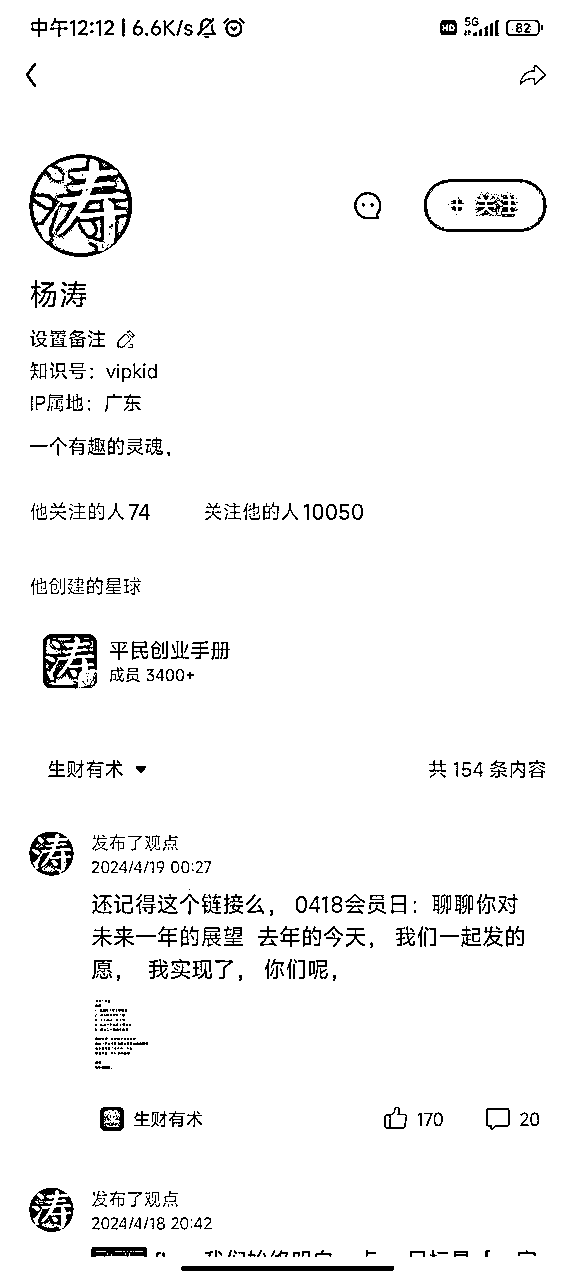 中午12:12 | 6.6K/s
HD 5G 82
涛
+ 关注
杨涛
设置备注
知识号：vipkid
IP属地：广东
一个有趣的灵魂，
他关注的人 74 关注他的人 10050
他创建的星球
涛
平民创业手册
成员 3400+
生财有术 共 154 条内容
涛
发布了观点
2024/4/19 00:27
还记得这个链接么， 0418会员日：聊聊你对
未来一年的展望 去年的今天， 我们一起发的
愿， 我实现了，你们呢，
生财有术 170 20
涛
发布了观点
2024/4/18 20:42